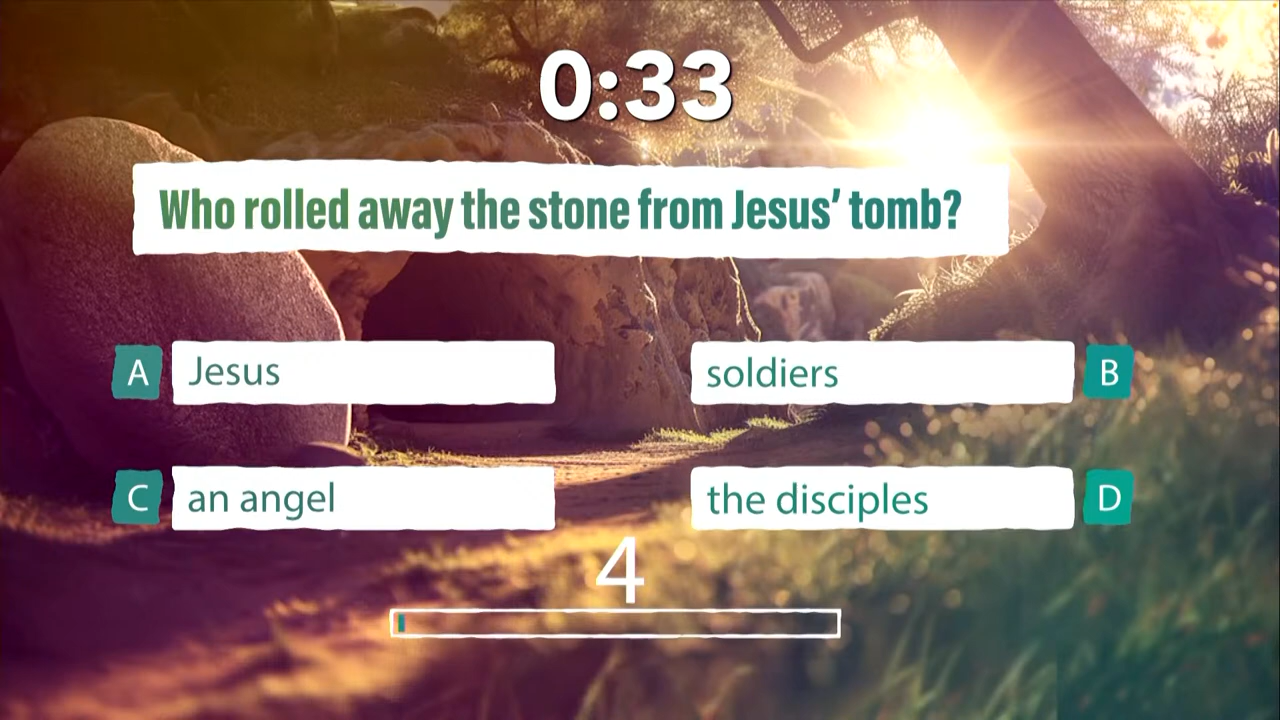 0:33
Who rolled away the stone from Jesus’ tomb?
A Jesus
soldiers B
C an angel
the disciples D
4